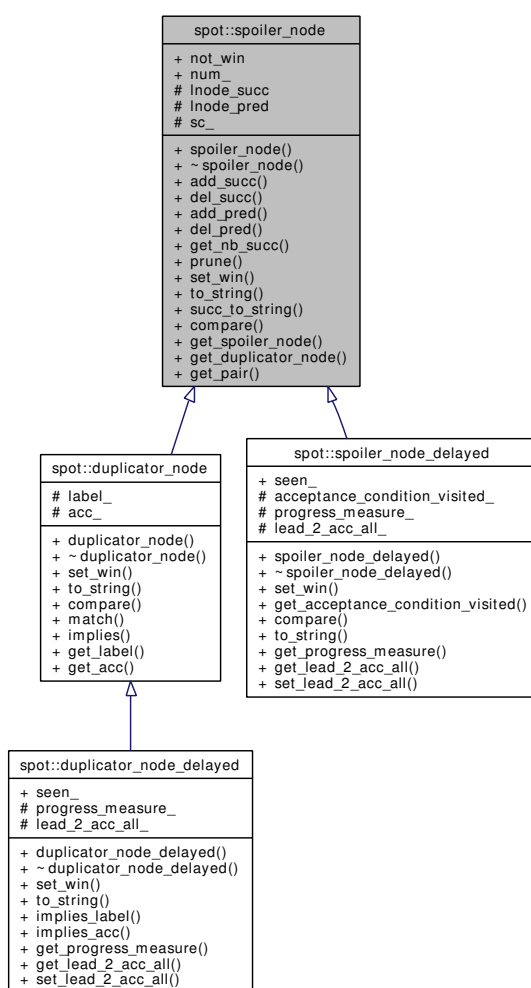 spot::spoiler_node
+ not_win
+ num_
# lnode_succ
# lnode_pred
# sc_
+ spoiler_node()
+ ~spoiler_node()
+ add_succ()
+ del_succ()
+ add_pred()
+ del_pred()
+ get_nb_succ()
+ prune()
+ set_win()
+ to_string()
+ succ_to_string()
+ compare()
+ get_spoiler_node()
+ get_duplicator_node()
+ get_pair()
spot::duplicator_node
# label_
# acc_
+ duplicator_node()
+ ~duplicator_node()
+ set_win()
+ to_string()
+ compare()
+ match()
+ implies()
+ get_label()
+ get_acc()
spot::spoiler_node_delayed
+ seen_
# acceptance_condition_visited_
# progress_measure_
# lead_2_acc_all_
+ spoiler_node_delayed()
+ ~spoiler_node_delayed()
+ set_win()
+ get_acceptance_condition_visited()
+ compare()
+ to_string()
+ get_progress_measure()
+ get_lead_2_acc_all()
+ set_lead_2_acc_all()
spot::duplicator_node_delayed
+ seen_
# progress_measure_
# lead_2_acc_all_
+ duplicator_node_delayed()
+ ~duplicator_node_delayed()
+ set_win()
+ to_string()
+ implies_label()
+ implies_acc()
+ get_progress_measure()
+ get_lead_2_acc_all()
+ set_lead_2_acc_all()